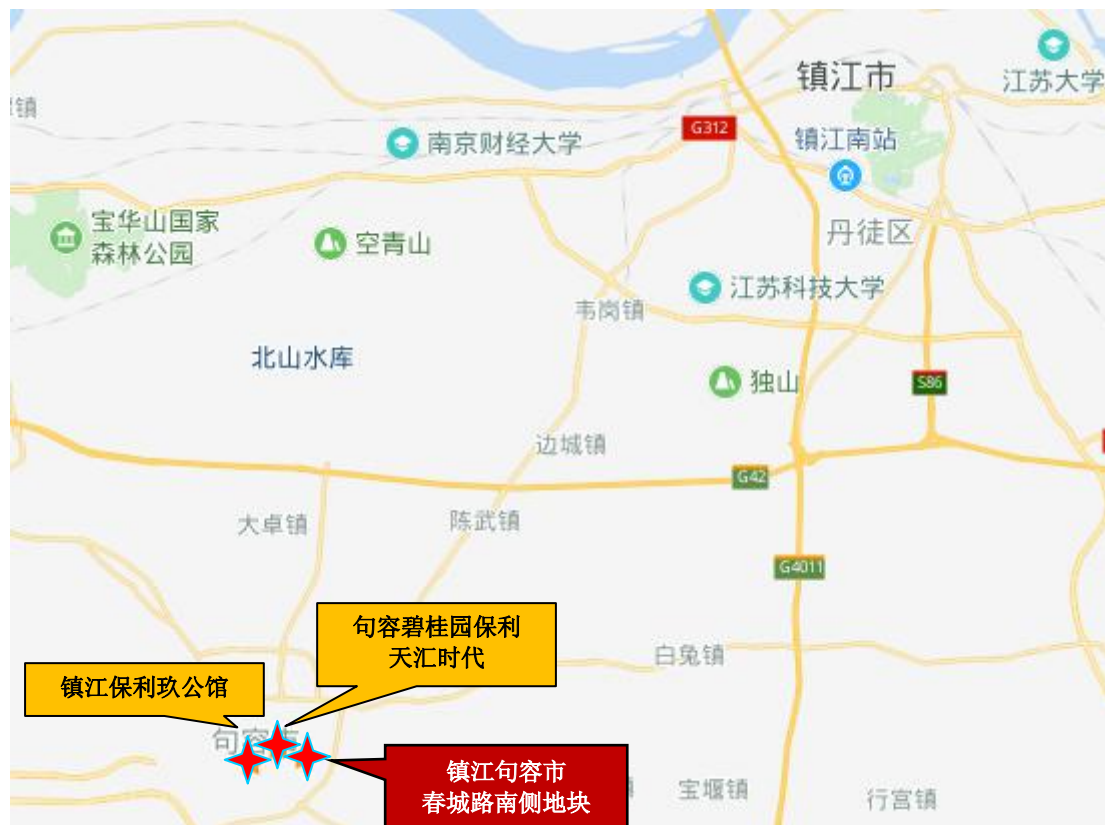 镇江市
江苏大学
镇
G312
南京财经大学
镇江南站
宝华山国家
森林公园
空青山
丹徒区
江苏科技大学
韦岗镇
北山水库
独山
S86
边城镇
G42
大卓镇
陈武镇
G4011
句容碧桂园保利
天汇时代
白兔镇
镇江保利玖公馆
句容市
镇江句容市
春城路南侧地块
宝堰镇
行宫镇